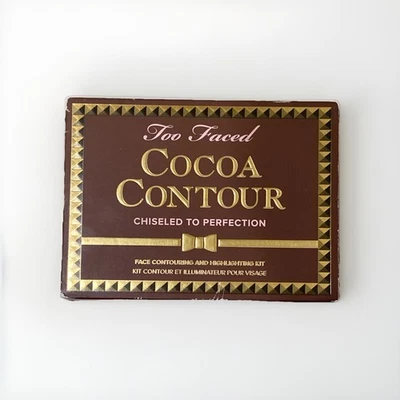 Too Faced
COCOA
CONTOUR
CHISELED TO PERFECTION
FACE CONTOURING AND HIGHLIGHTING KIT
KIT CONTOUR ET ILLUMINATEUR POUR VISAGE